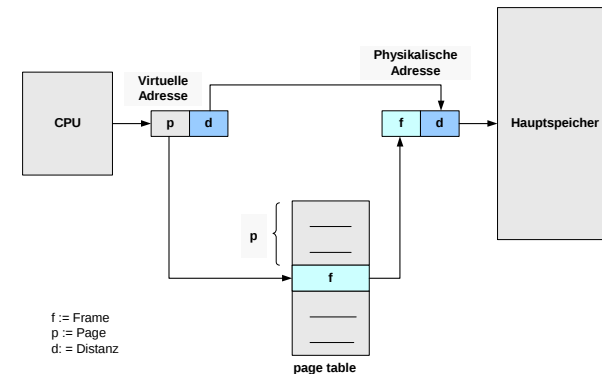 Virtuelle
Adresse
Physikalische
Adresse
CPU
p
d
f
d
Hauptspeicher
p
f
f := Frame
p := Page
d: = Distanz
page table